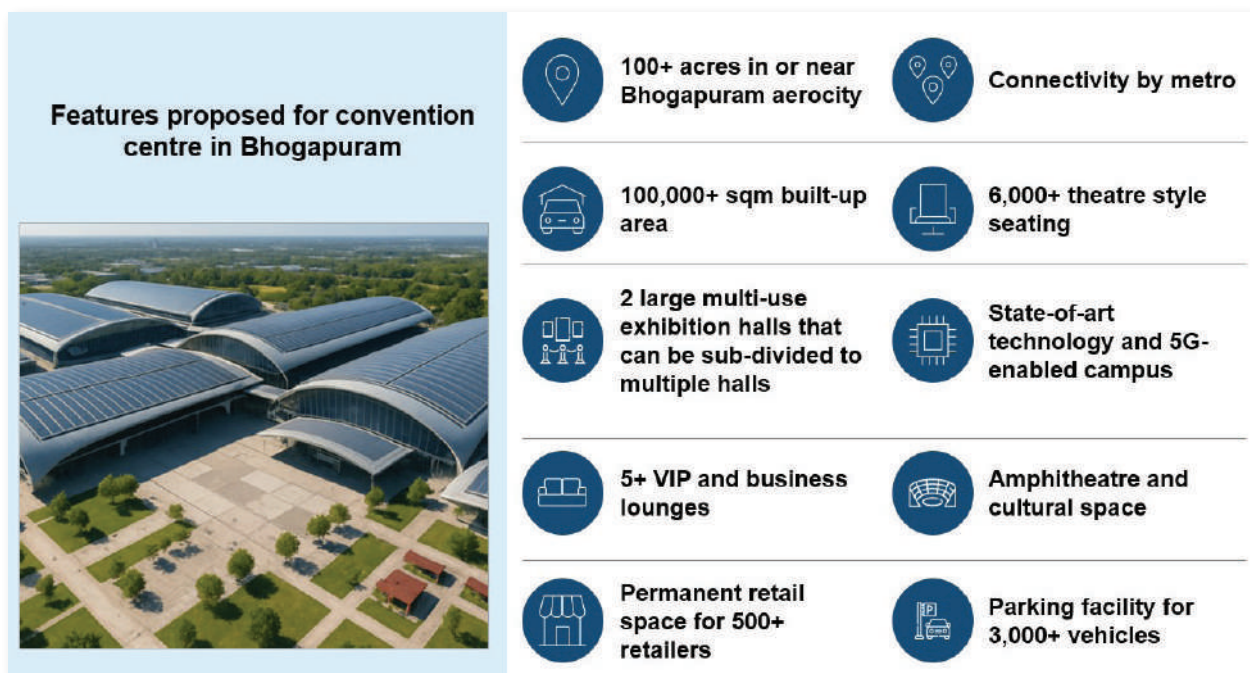 Features proposed for convention
centre in Bhogapuram
100+ acres in or near
Bhogapuram aerocity
Connectivity by metro
100,000+ sqm built-up
area
6,000+ theatre style
seating
2 large multi-use
exhibition halls that
can be sub-divided to
multiple halls
State-of-art
technology and 5G-
enabled campus
5+ VIP and business
lounges
Amphitheatre and
cultural space
Permanent retail
space for 500+
retailers
P
Parking facility for
3,000+ vehicles